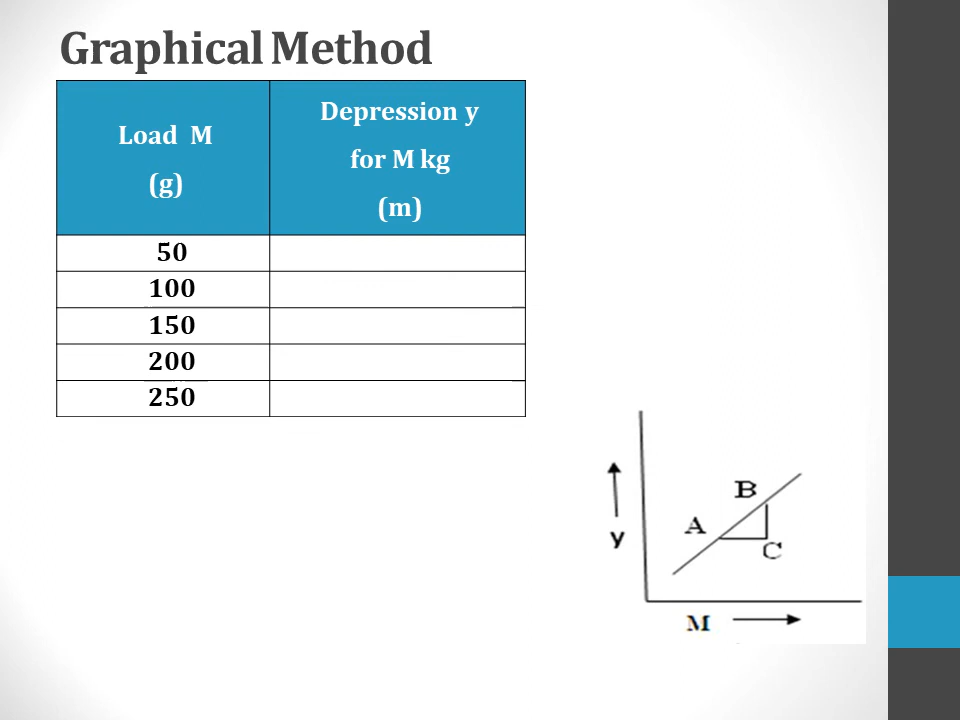 Graphical Method
Load M
(g)
Depression y
for M kg
(m)
50
100
150
200
250
B
A
C
y
M